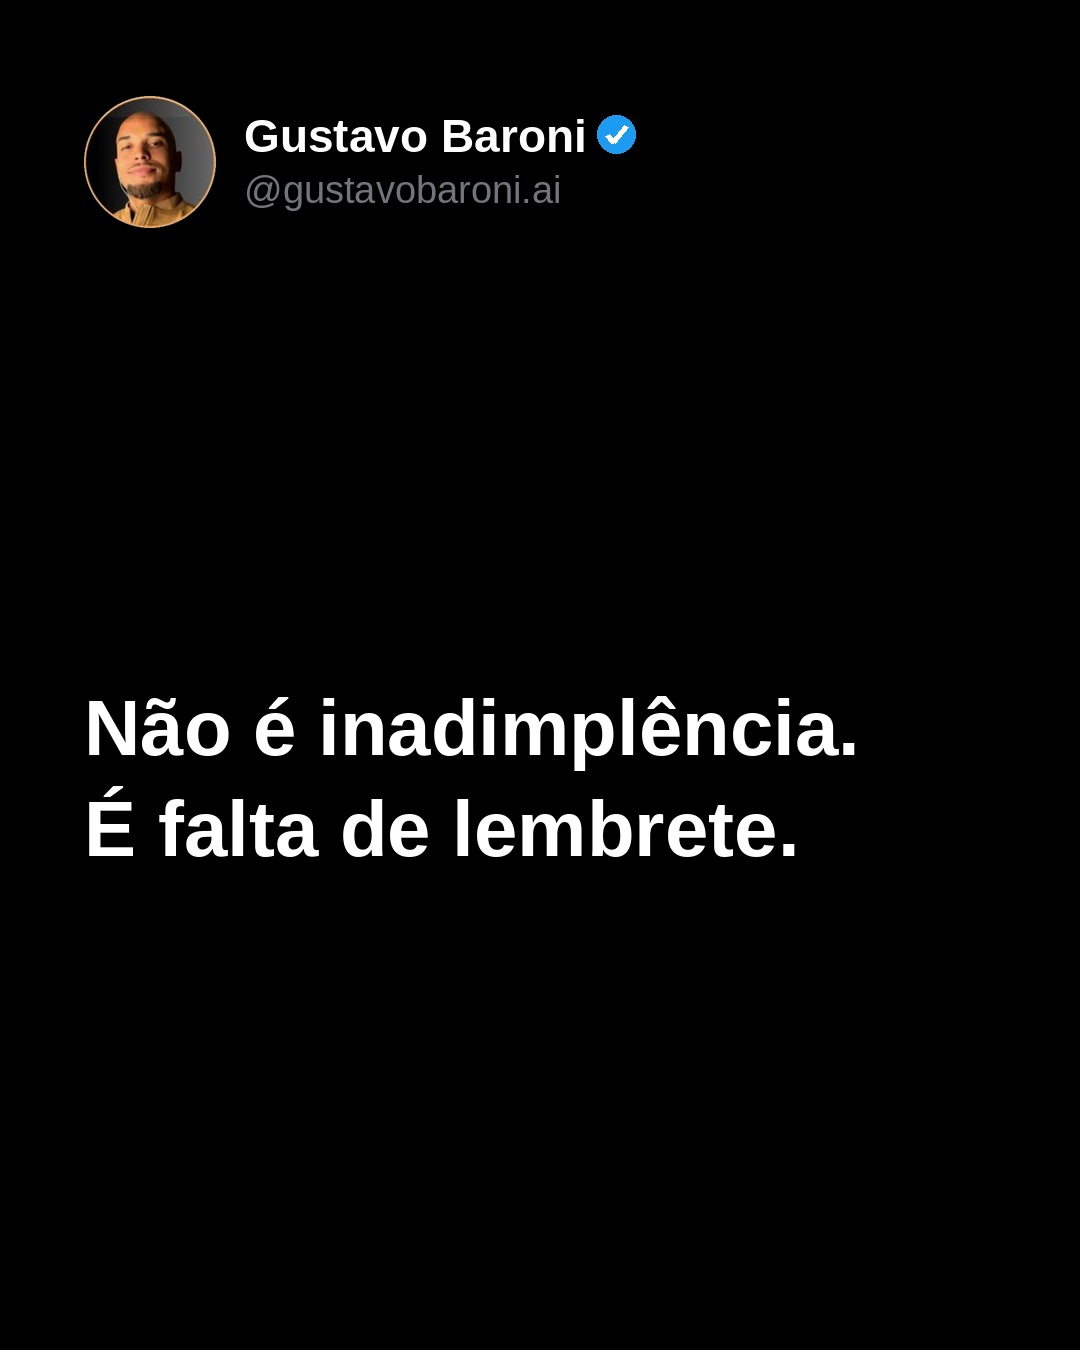 Gustavo Baroni
@gustavobaroni.ai
Não é inadimplência.
É falta de lembrete.